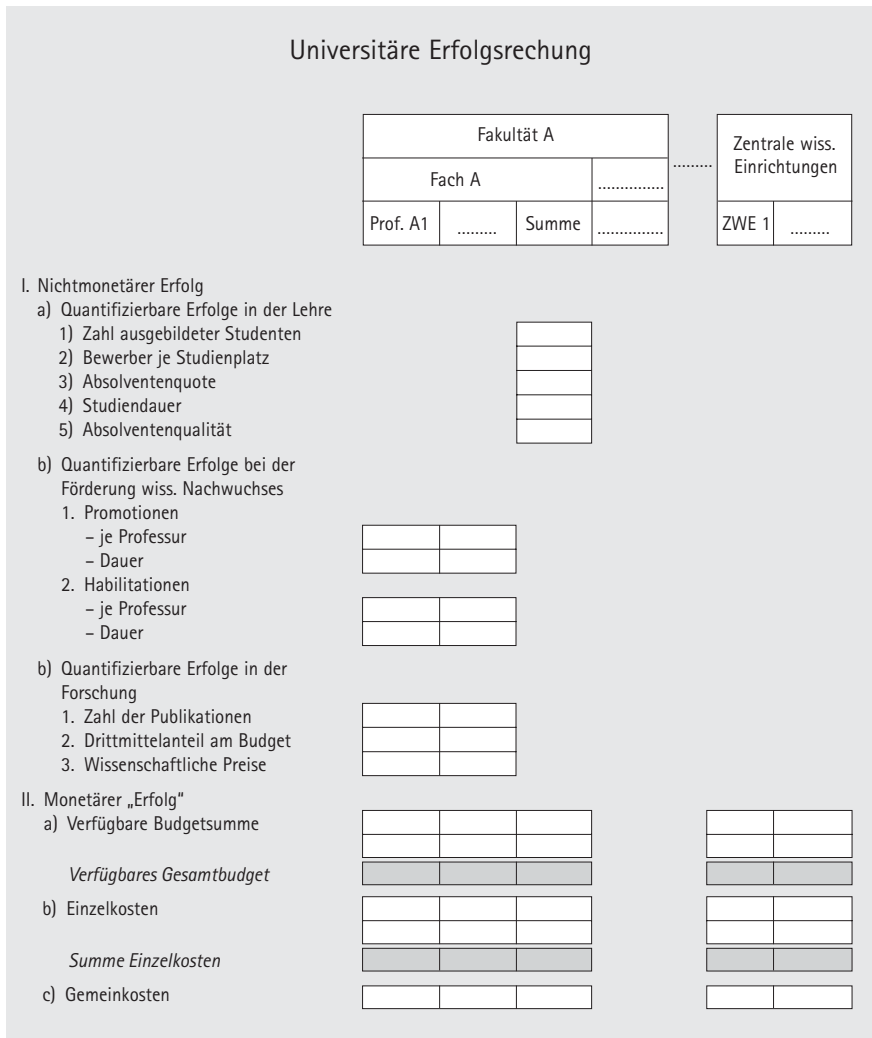 Universitäre Erfolgsrechung
Fakultät A
.........
Zentrale wiss.
Einrichtungen
Fach A
...............
Prof. A1
.........
Summe
...............
ZWE 1
.........
I. Nichtmonetärer Erfolg
a) Quantifizierbare Erfolge in der Lehre
1) Zahl ausgebildeter Studenten
2) Bewerber je Studienplatz
3) Absolventenquote
4) Studiendauer
5) Absolventenqualität
b) Quantifizierbare Erfolge bei der
Förderung wiss. Nachwuchses
1. Promotionen
– je Professur
– Dauer
2. Habilitationen
– je Professur
– Dauer
b) Quantifizierbare Erfolge in der
Forschung
1. Zahl der Publikationen
2. Drittmittelanteil am Budget
3. Wissenschaftliche Preise
II. Monetärer „Erfolg“
a) Verfügbare Budgetsumme
Verfügbares Gesamtbudget
b) Einzelkosten
Summe Einzelkosten
c) Gemeinkosten